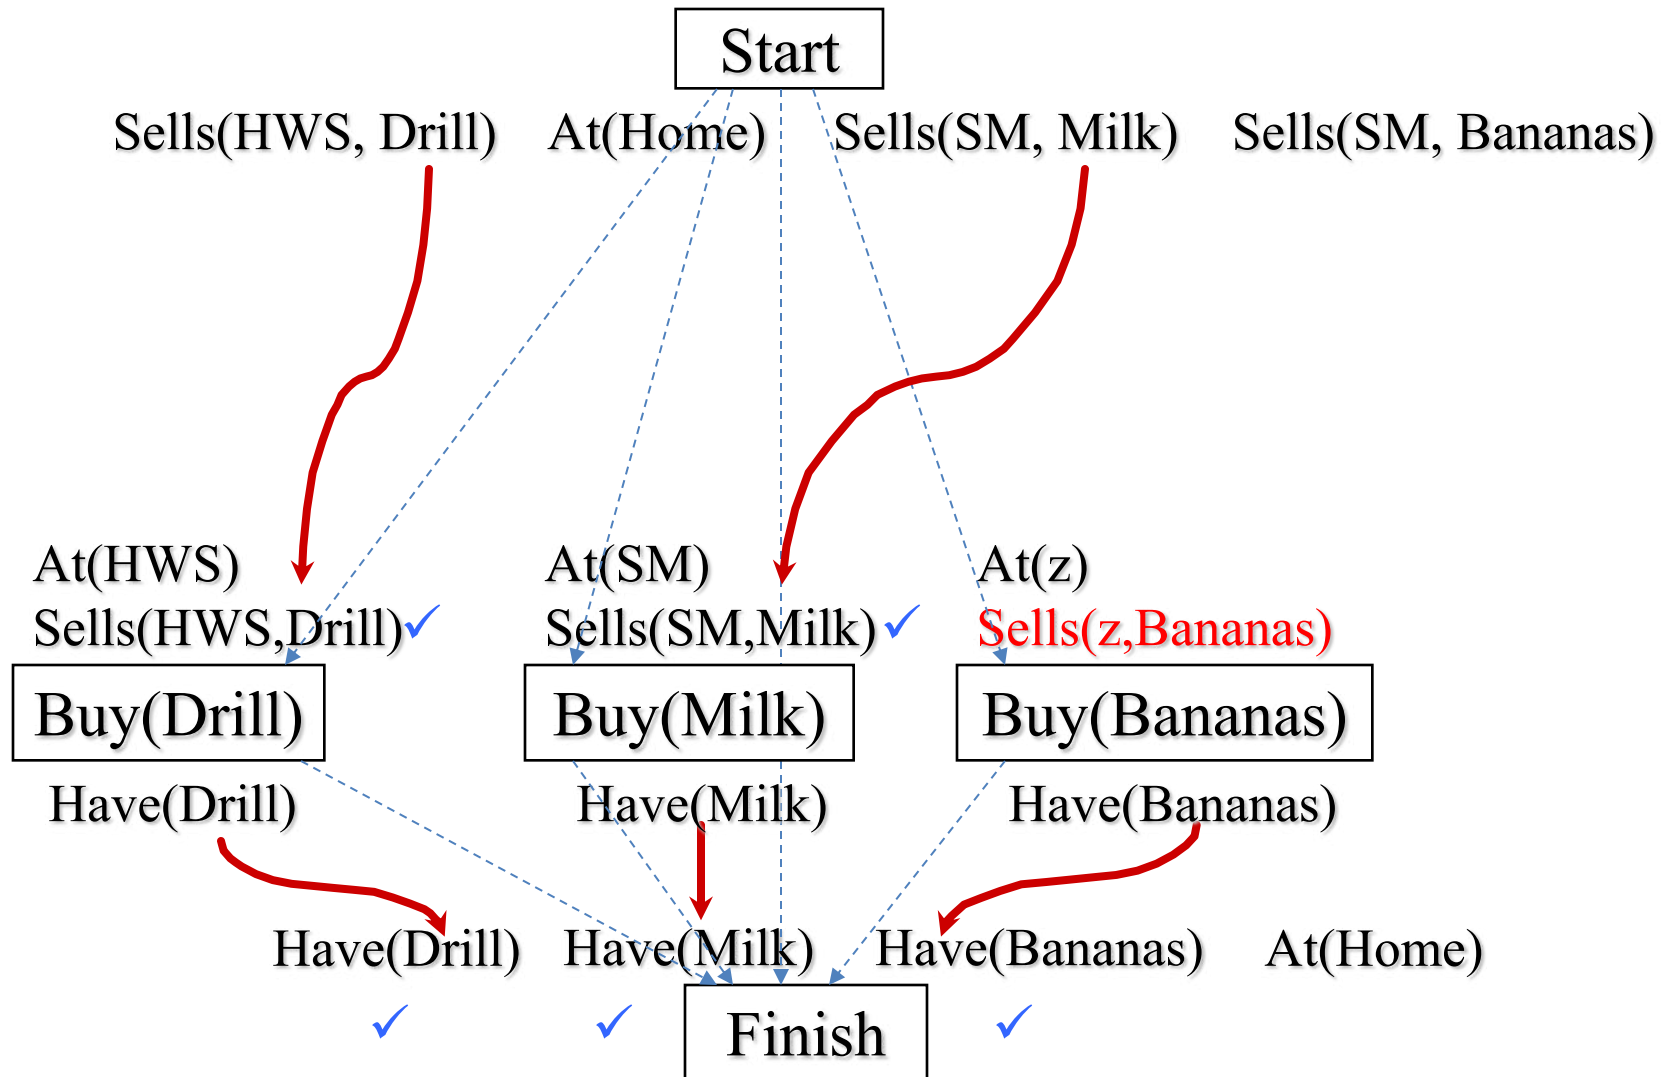 Start
Sells(HWS, Drill) At(Home) Sells(SM, Milk) Sells(SM, Bananas)
At(HWS) At(SM) At(z)
Sells(HWS,Drill)✓ Sells(SM,Milk)✓ Sells(z,Bananas)
Buy(Drill) Buy(Milk) Buy(Bananas)
Have(Drill) Have(Milk) Have(Bananas)
Have(Drill) Have(Milk) Have(Bananas) At(Home)
✓ ✓ Finish ✓